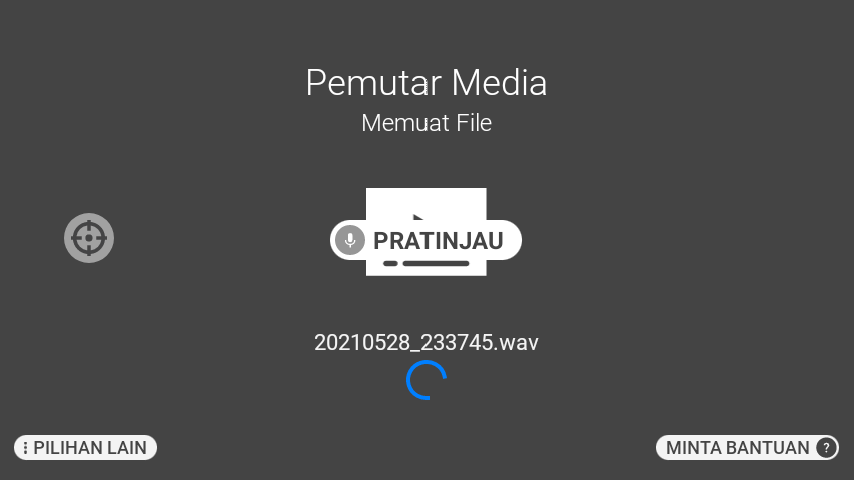 Pemutar Media
Memuat File
PRATINJAU
20210528_233745.wav
PILIHAN LAIN
MINTA BANTUAN ?